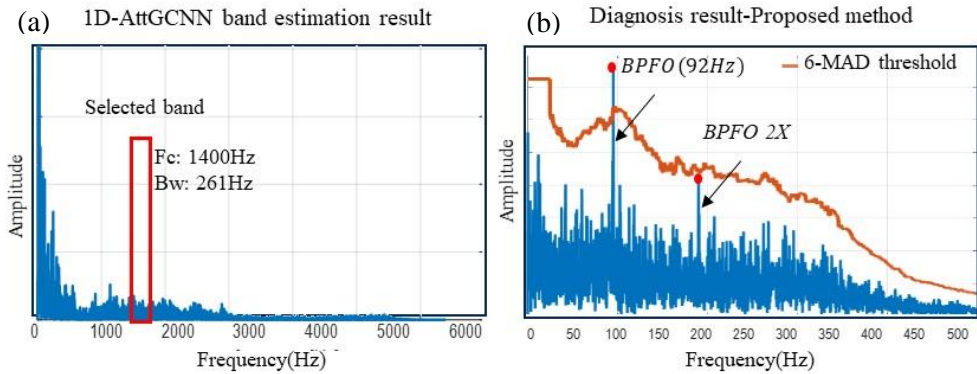 (a)
1D-AttGCNN band estimation result
Amplitude
Selected band
Fc: 1400Hz
Bw: 261Hz
0 1000 2000 3000 4000 5000 6000
Frequency(Hz)
(b)
Diagnosis result-Proposed method
Amplitude
BPFO(92Hz)
6-MAD threshold
BPFO 2X
0 50 100 150 200 250 300 350 400 450 500
Frequency(Hz)